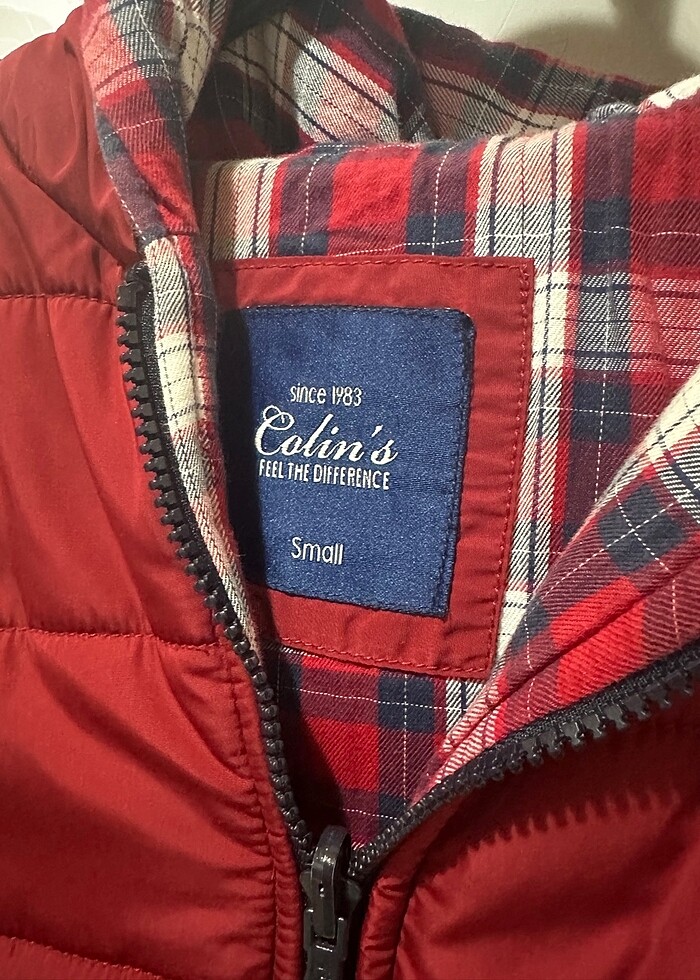 since 1983
Colin's
FEEL THE DIFFERENCE
Small